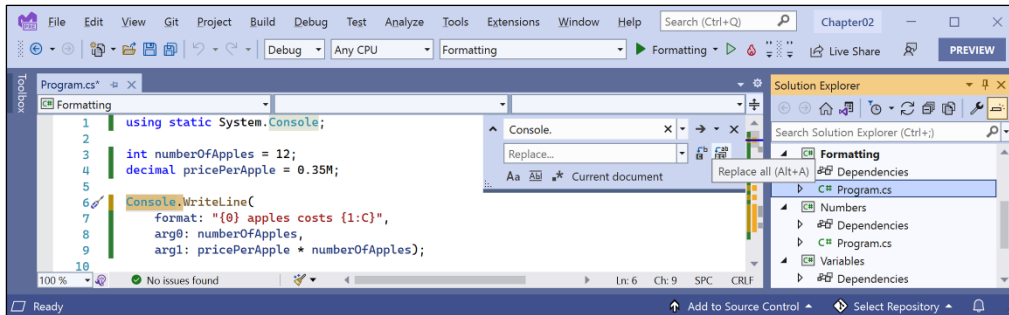 File Edit View Git Project Build Debug Test Analyze Tools Extensions Window Help Search (Ctrl+Q) Chapter02
Debug Any CPU Formatting Formatting Live Share PREVIEW
Toolbox
Program.cs*
Formatting
1 using static System.Console;
2
3 int numberOfApples = 12;
4 decimal pricePerApple = 0.35M;
5
6 Console.WriteLine(
7 format: "{0} apples costs {1:C}",
8 arg0: numberOfApples,
9 arg1: pricePerApple * numberOfApples);
10
Console.
Replace...
Aa Ab .* Current document
Replace all (Alt+A)
100 % No issues found Ln: 6 Ch: 9 SPC CRLF
Solution Explorer
Search Solution Explorer (Ctrl+;)
C# Formatting
Dependencies
C# Program.cs
C# Numbers
Dependencies
C# Program.cs
C# Variables
Dependencies
Ready Add to Source Control Select Repository